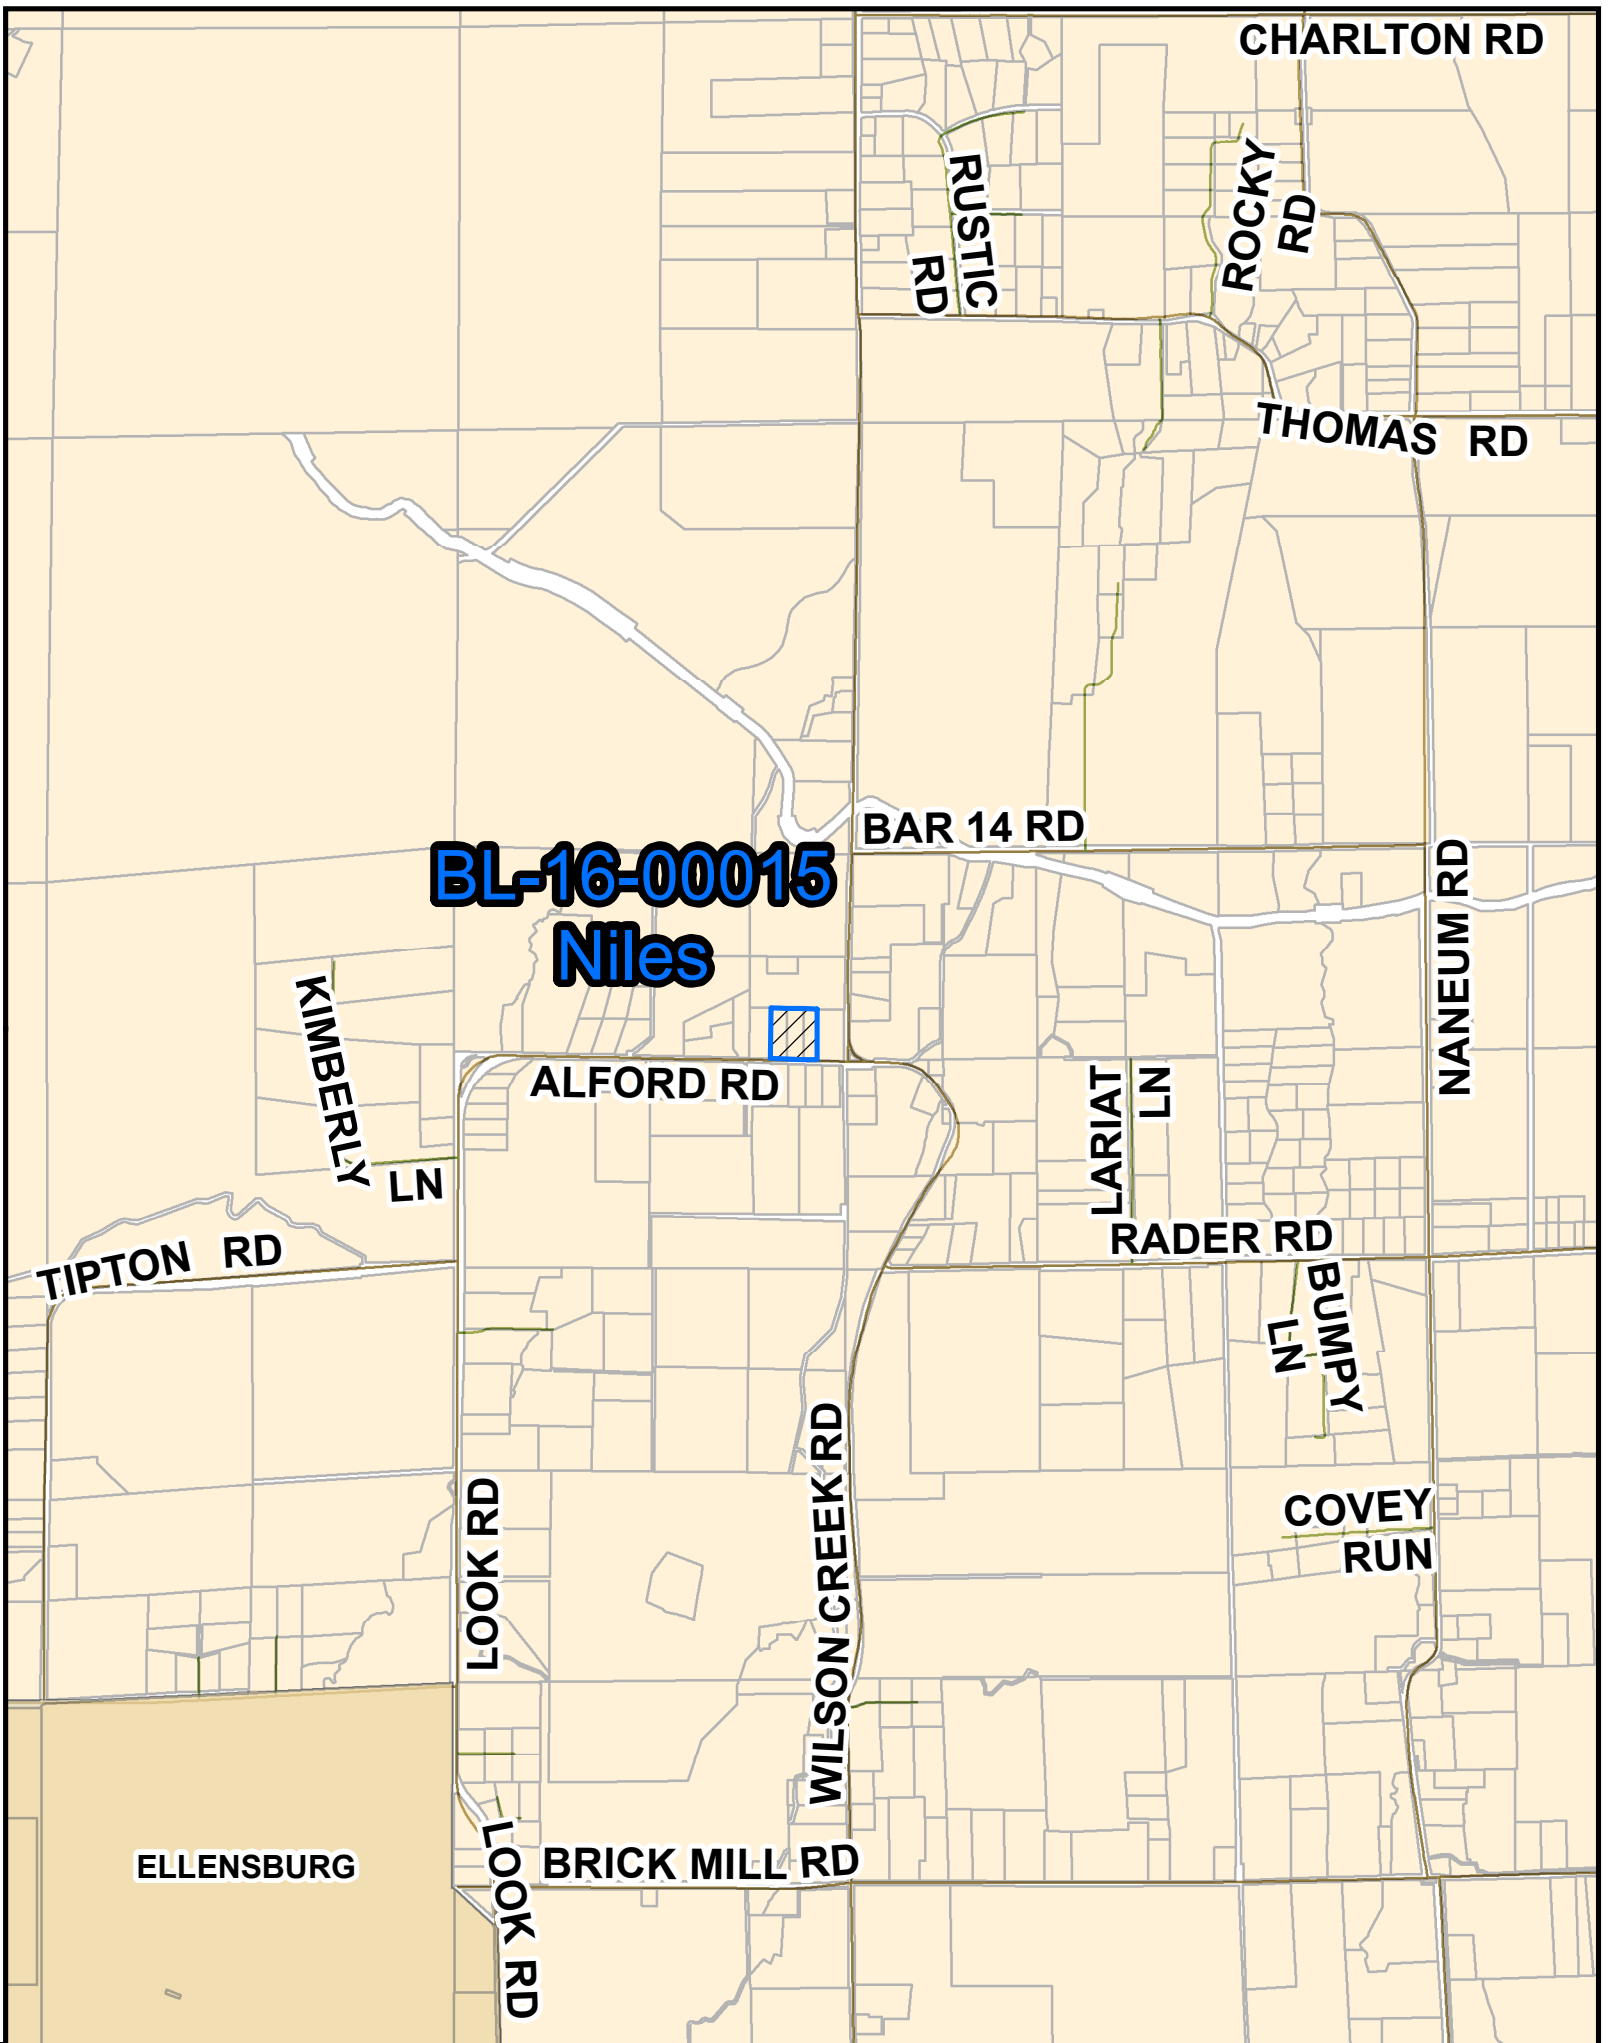 CHARLTON RD
RUSTIC
RD
ROCKY
RD
THOMAS RD
BAR 14 RD
BL-16-00015
Niles
NANEUM RD
KIMBERLY
LN
ALFORD RD
LARIAT
LN
TIPTON RD
RADER RD
BUMPY
LN
LOOK RD
WILSON CREEK RD
COVEY
RUN
ELLENSBURG
LOOK RD
BRICK MILL RD